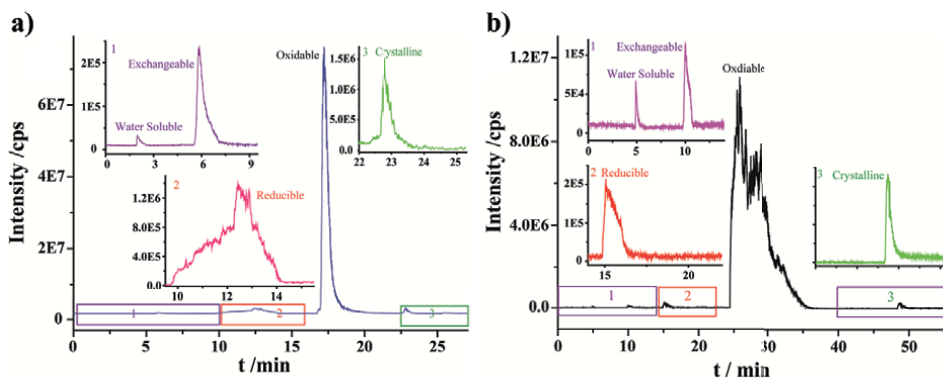 a)
Intensity /cps
6E7
4E7
2E7
0
0 5 10 15 20 25
t /min
1
Exchangeable
Water Soluble
2E5
1E5
0
0 2 4 6 8
2
Reducible
1.2E6
8.0E5
4.0E5
0.0
10 12 14
Oxidable
3 Crystalline
1.5E6
1.0E6
5.0E5
0.0
22 23 24 25
1
2
3
b)
Intensity /cps
1.2E7
8.0E6
4.0E6
0.0
0 10 20 30 40 50
t / min
1
Exchangeable
Water Soluble
1E5
5E4
0
0 5 10
2 Reducible
2E5
1E5
0
15 20
Oxdiable
3 Crystalline
1
2
3